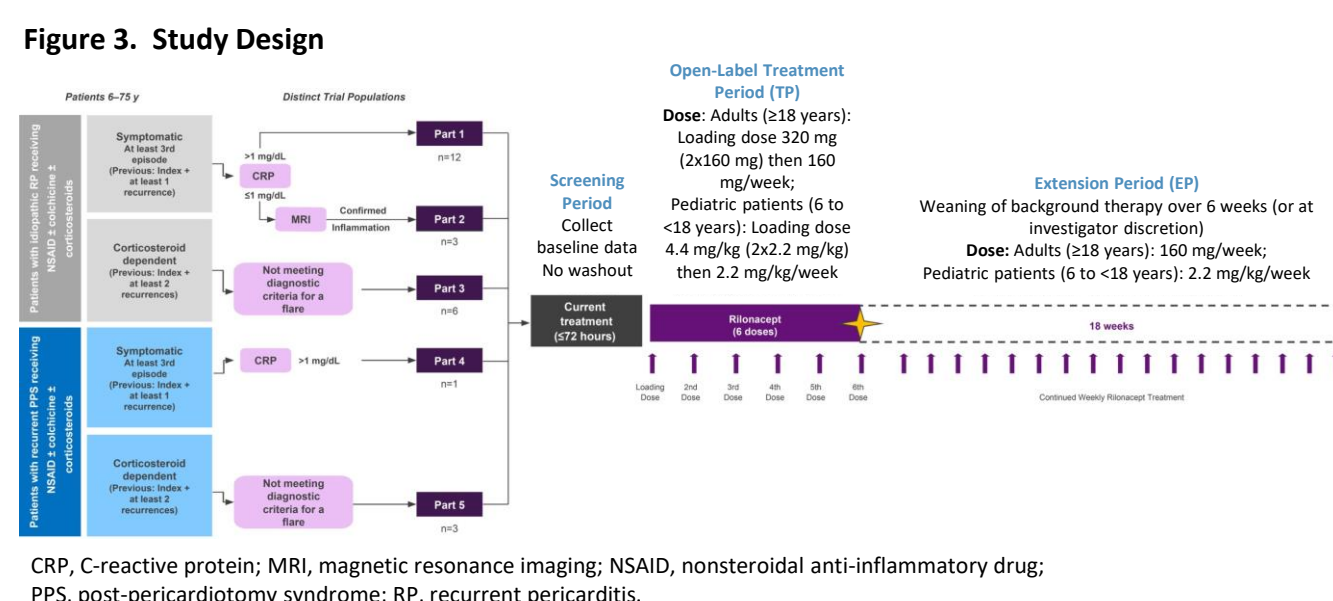 Figure 3. Study Design
Patients 6–75 y
Distinct Trial Populations
Patients with idiopathic RP receiving
NSAID ± colchicine ±
corticosteroids
Symptomatic
At least 3rd
episode
(Previous: Index +
at least 1
recurrence)
>1 mg/dL
CRP
≤1 mg/dL
MRI
Confirmed
Inflammation
Part 1
n=12
Part 2
n=3
Corticosteroid
dependent
(Previous: Index +
at least 2
recurrences)
Not meeting
diagnostic
criteria for a
flare
Part 3
n=6
Patients with recurrent PPS receiving
NSAID ± colchicine ±
corticosteroids
Symptomatic
At least 3rd
episode
(Previous: Index +
at least 1
recurrence)
CRP
>1 mg/dL
Part 4
n=1
Corticosteroid
dependent
(Previous: Index +
at least 2
recurrences)
Not meeting
diagnostic
criteria for a
flare
Part 5
n=3
Screening
Period
Collect
baseline data
No washout
Current
treatment
(≤72 hours)
Open-Label Treatment
Period (TP)
Dose: Adults (≥18 years):
Loading dose 320 mg
(2x160 mg) then 160
mg/week;
Pediatric patients (6 to
<18 years): Loading dose
4.4 mg/kg (2x2.2 mg/kg)
then 2.2 mg/kg/week
Rilonacept
(6 doses)
Loading
Dose
2nd
Dose
3rd
Dose
4th
Dose
5th
Dose
6th
Dose
Extension Period (EP)
Weaning of background therapy over 6 weeks (or at
investigator discretion)
Dose: Adults (≥18 years): 160 mg/week;
Pediatric patients (6 to <18 years): 2.2 mg/kg/week
18 weeks
Continued Weekly Rilonacept Treatment
CRP, C-reactive protein; MRI, magnetic resonance imaging; NSAID, nonsteroidal anti-inflammatory drug;
PPS, post-pericardiotomy syndrome; RP, recurrent pericarditis.